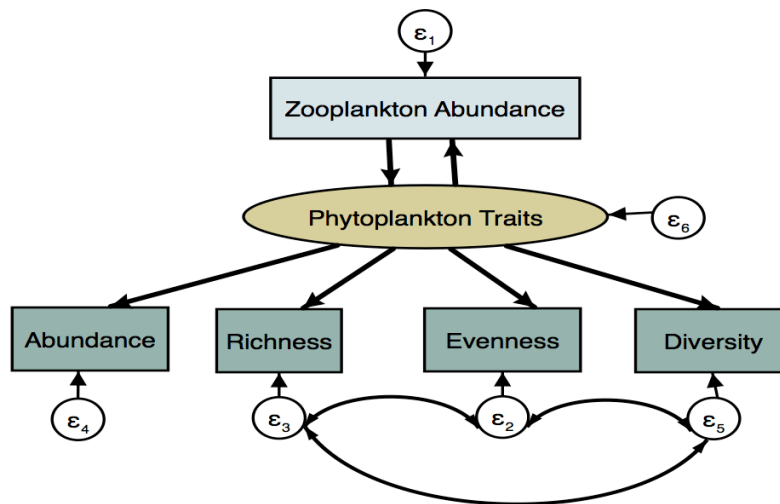 ε₁
Zooplankton Abundance
Phytoplankton Traits
ε₆
Abundance
Richness
Evenness
Diversity
ε₄
ε₃
ε₂
ε₅